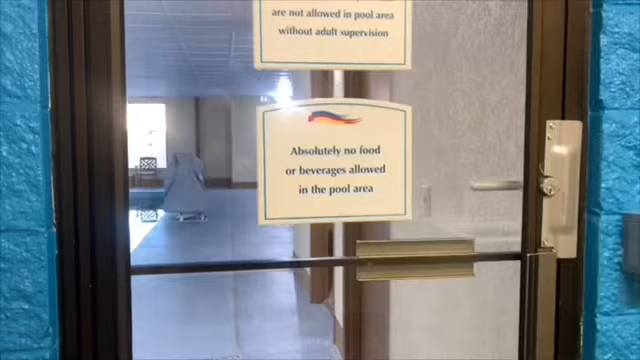 are not allowed in pool area
without adult supervision
Absolutely no food
or beverages allowed
in the pool area